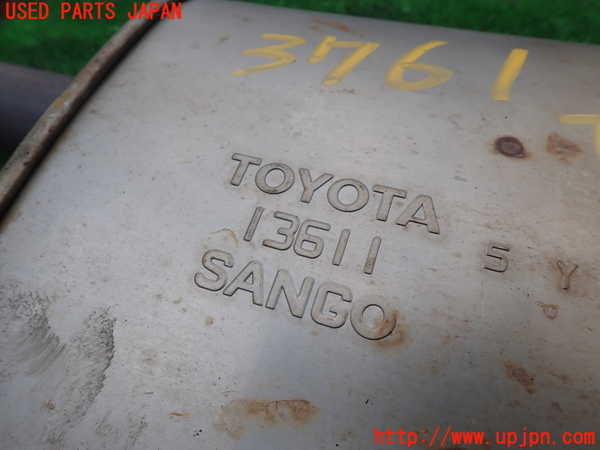 USED PARTS JAPAN
3761
TOYOTA
13611 5 Y
SANGO
http://www.upjpn.com/